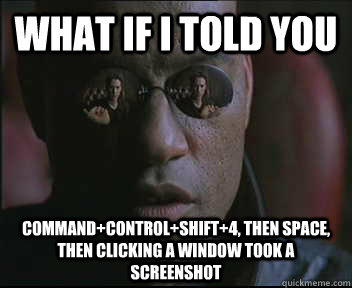 WHAT IF I TOLD YOU
COMMAND+CONTROL+SHIFT+4, THEN SPACE,
THEN CLICKING A WINDOW TOOK A
SCREENSHOT
quickmeme.com